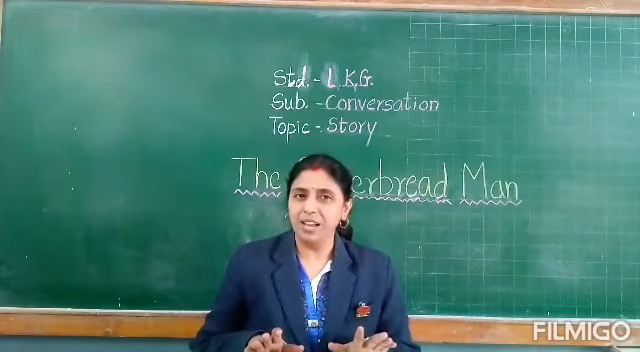 Std. - L.K.G.
Sub. - Conversation
Topic - Story
The erbread Man
FILMIGO